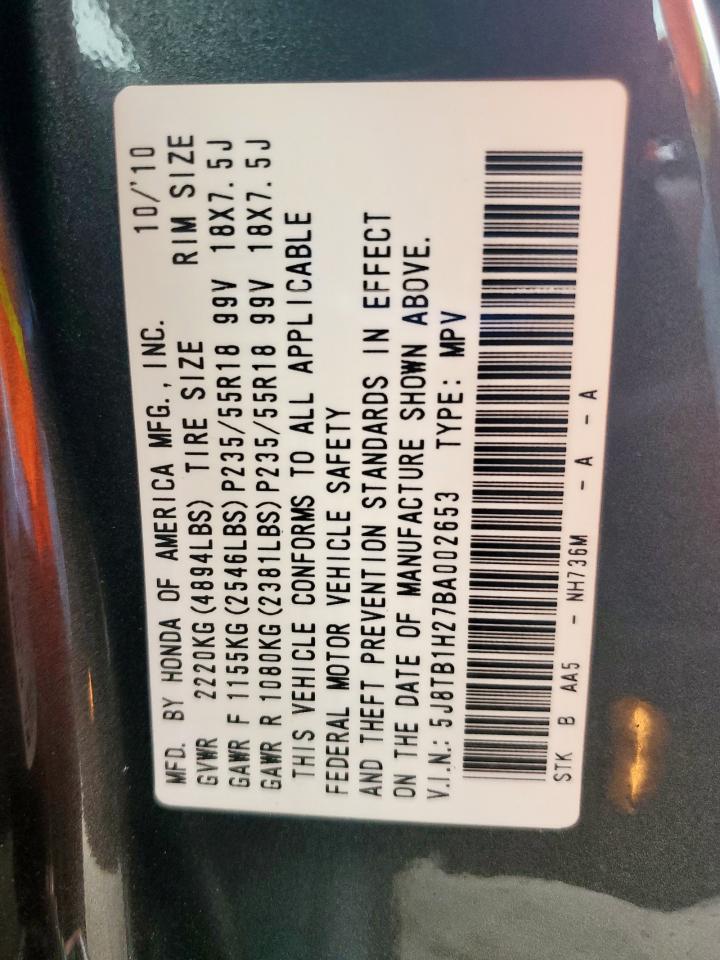 MFD. BY HONDA OF AMERICA MFG., INC. 10/'10
GVWR 2220KG(4894LBS) TIRE SIZE RIM SIZE
GAWR F 1155KG(2546LBS)P235/55R18 99V 18X7.5J
GAWR R 1080KG(2381LBS)P235/55R18 99V 18X7.5J
THIS VEHICLE CONFORMS TO ALL APPLICABLE
FEDERAL MOTOR VEHICLE SAFETY
AND THEFT PREVENTION STANDARDS IN EFFECT
ON THE DATE OF MANUFACTURE SHOWN ABOVE.
V.I.N.: 5J8TB1H27BA002653 TYPE: MPV
STK B AA5 - NH736M - A - A